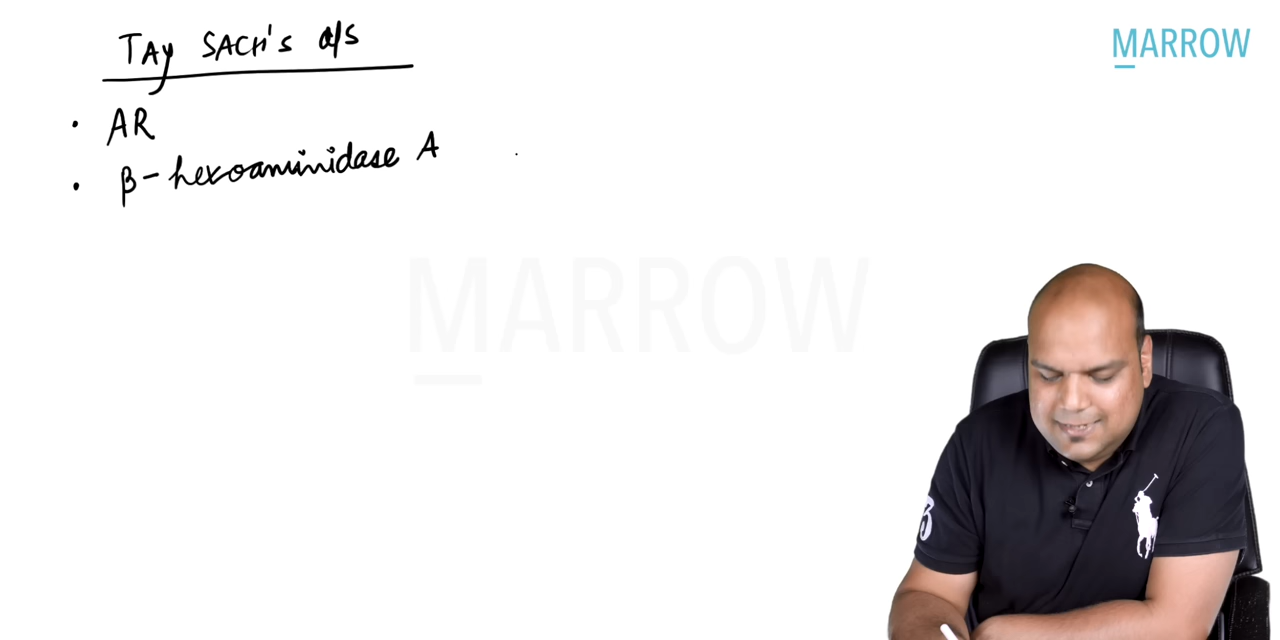 TAY SACH's d/s
MARROW
• AR
• β-hexoaminidase A
MARROW